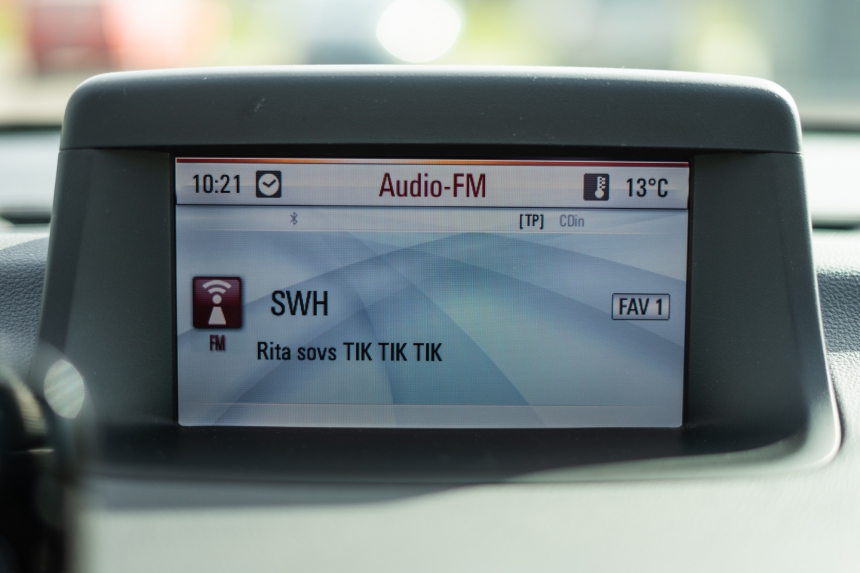 10:21 Audio-FM 13°C
[TP] CDin
SWH FAV 1
FM
Rita sovs TIK TIK TIK